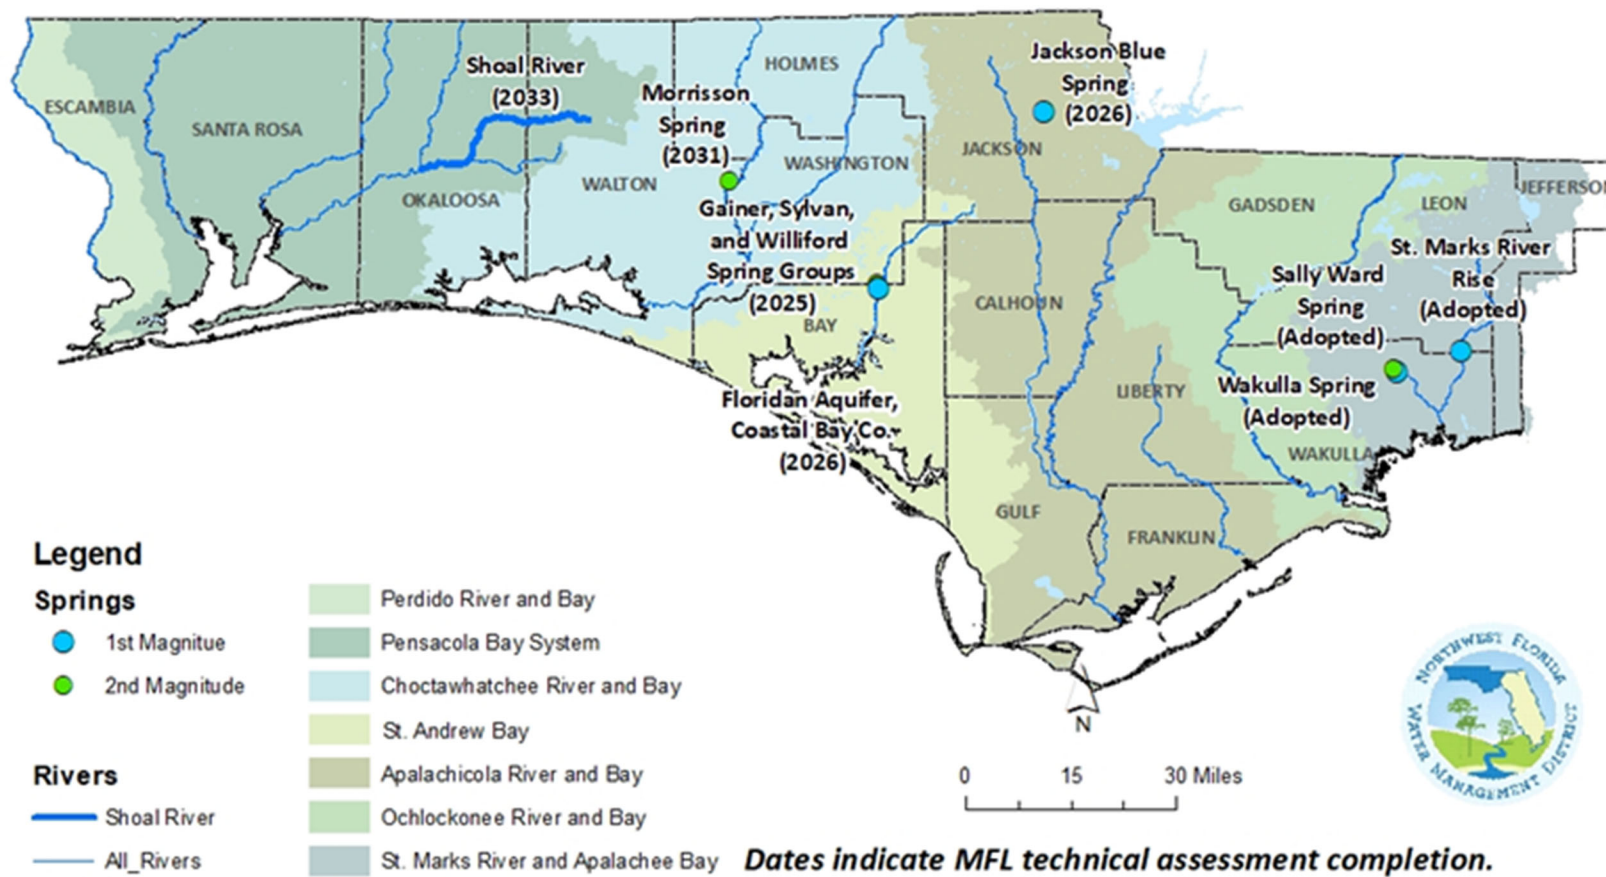 ESCAMBIA
SANTA ROSA
Shoal River
(2033)
OKALOOSA
WALTON
HOLMES
Morrisson
Spring
(2031)
WASHINGTON
Jackson Blue
Spring
(2026)
JACKSON
Gainer, Sylvan,
and Williford
Spring Groups
(2025)
BAY
CALHOUN
GADSDEN
LEON
JEFFERSO
St. Marks River
Rise
(Adopted)
Sally Ward
Spring
(Adopted)
Wakulla Spring
(Adopted)
LIBERTY
WAKULLA
Floridan Aquifer,
Coastal Bay Co.
(2026)
GULF
FRANKLIN
Legend
Springs
1st Magnitue
2nd Magnitude
Rivers
Shoal River
All_Rivers
Perdido River and Bay
Pensacola Bay System
Choctawhatchee River and Bay
St. Andrew Bay
Apalachicola River and Bay
Ochlockonee River and Bay
St. Marks River and Apalachee Bay
N
0 15 30 Miles
NORTHWEST FLORIDA
WATER MANAGEMENT DISTRICT
Dates indicate MFL technical assessment completion.